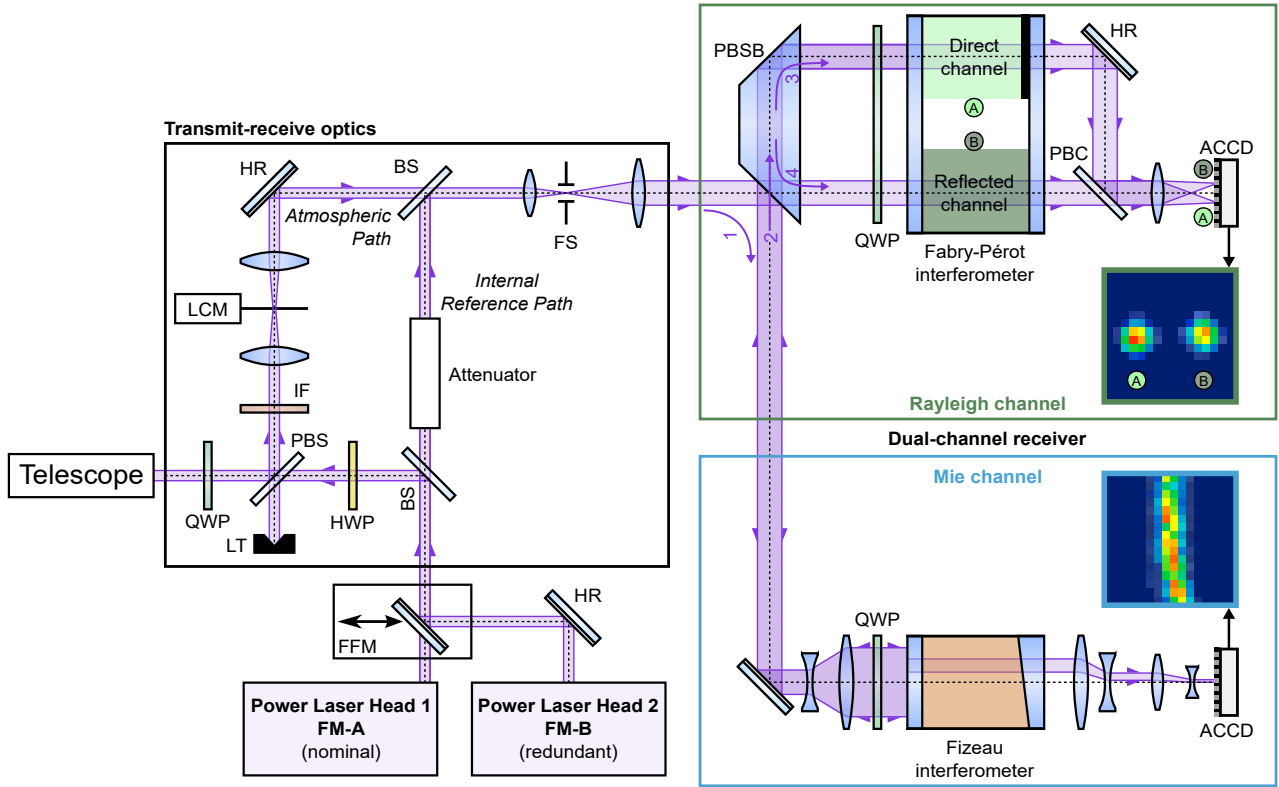 Transmit-receive optics
HR
BS
Atmospheric
Path
FS
Internal
Reference Path
LCM
Attenuator
IF
PBS
Telescope
QWP
HWP
BS
LT
FFM
HR
Power Laser Head 1
FM-A
(nominal)
Power Laser Head 2
FM-B
(redundant)
PBSB
3
4
1
2
QWP
Direct
channel
A
B
Reflected
channel
Fabry-Pérot
interferometer
HR
PBC
ACCD
B
A
A
B
Rayleigh channel
Dual-channel receiver
Mie channel
QWP
Fizeau
interferometer
ACCD